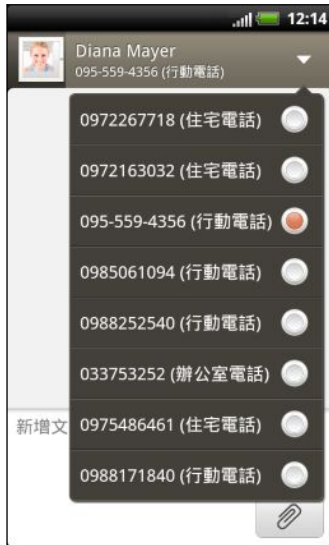 12:14
Diana Mayer
095-559-4356 (行動電話)
0972267718 (住宅電話)
0972163032 (住宅電話)
095-559-4356 (行動電話)
0985061094 (行動電話)
0988252540 (行動電話)
033753252 (辦公室電話)
新增文
0975486461 (住宅電話)
0988171840 (行動電話)